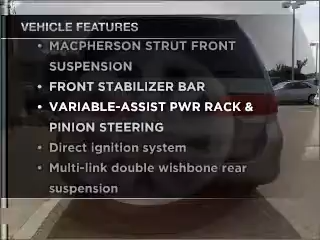 VEHICLE FEATURES
• MACPHERSON STRUT FRONT
SUSPENSION
• FRONT STABILIZER BAR
• VARIABLE-ASSIST PWR RACK &
PINION STEERING
• Direct ignition system
• Multi-link double wishbone rear
suspension